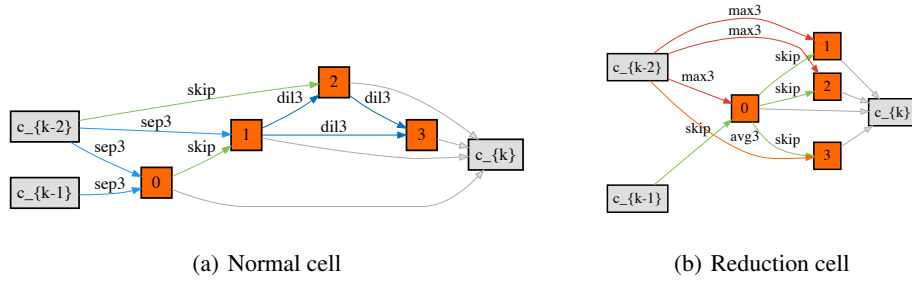 c_{k-2}
c_{k-1}
sep3
sep3
sep3
skip
skip
dil3
dil3
dil3
0
1
2
3
c_{k}
(a) Normal cell
c_{k-2}
c_{k-1}
max3
max3
max3
skip
skip
skip
skip
avg3
0
1
2
3
c_{k}
(b) Reduction cell